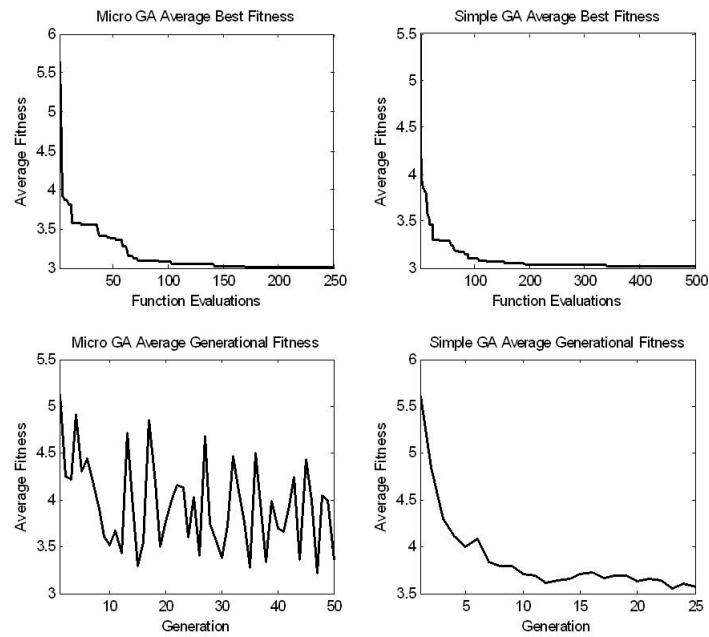 Micro GA Average Best Fitness
6
5.5
5
4.5
4
3.5
3
Average Fitness
50 100 150 200 250
Function Evaluations
Simple GA Average Best Fitness
5.5
5
4.5
4
3.5
3
Average Fitness
100 200 300 400 500
Function Evaluations
Micro GA Average Generational Fitness
5.5
5
4.5
4
3.5
3
Average Fitness
10 20 30 40 50
Generation
Simple GA Average Generational Fitness
6
5.5
5
4.5
4
3.5
Average Fitness
5 10 15 20 25
Generation